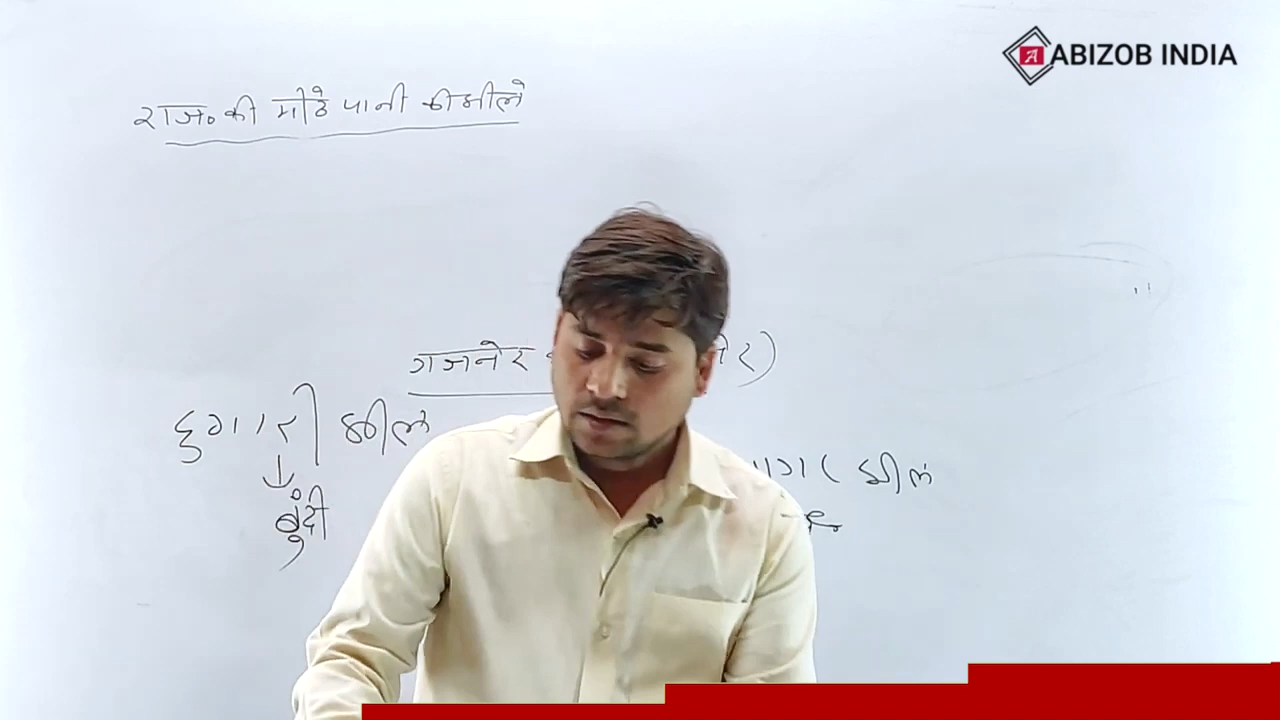 ABIZOB INDIA
राज० की मीठे पानी की झीलें
गजनेर
दुगारी झील
झील
बुंदी